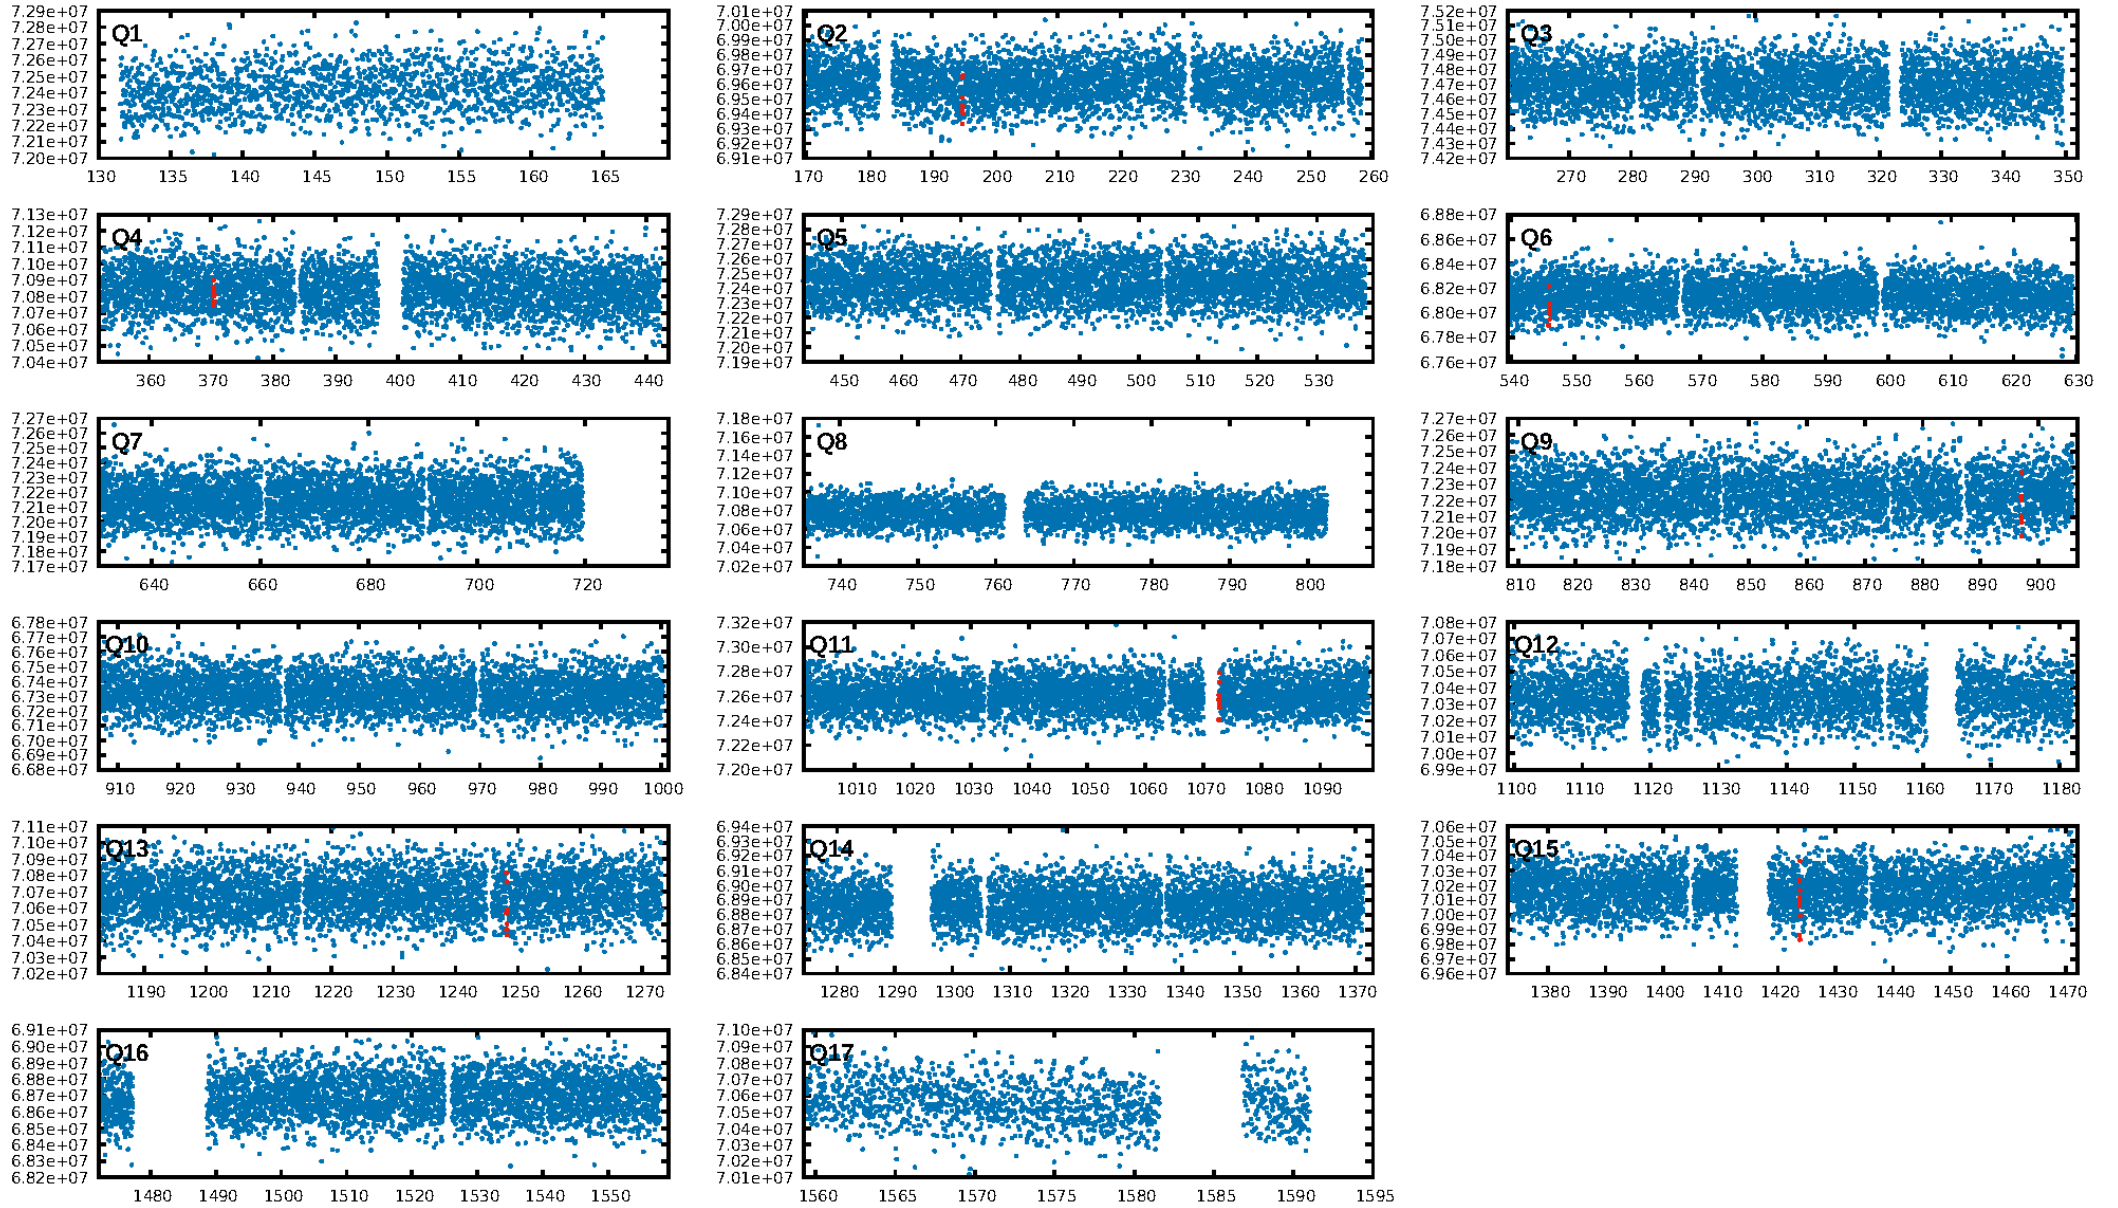 7.29e+07
7.28e+07
7.27e+07
7.26e+07
7.25e+07
7.24e+07
7.23e+07
7.22e+07
7.21e+07
7.20e+07
Q1
130 135 140 145 150 155 160 165
7.01e+07
7.00e+07
6.99e+07
6.98e+07
6.97e+07
6.96e+07
6.95e+07
6.94e+07
6.93e+07
6.92e+07
6.91e+07
Q2
170 180 190 200 210 220 230 240 250 260
7.52e+07
7.51e+07
7.50e+07
7.49e+07
7.48e+07
7.47e+07
7.46e+07
7.45e+07
7.44e+07
7.43e+07
7.42e+07
Q3
270 280 290 300 310 320 330 340 350
7.13e+07
7.11e+07
7.10e+07
7.09e+07
7.08e+07
7.07e+07
7.06e+07
7.05e+07
7.04e+07
Q4
360 370 380 390 400 410 420 430 440
7.29e+07
7.28e+07
7.27e+07
7.26e+07
7.25e+07
7.24e+07
7.23e+07
7.22e+07
7.21e+07
7.20e+07
7.19e+07
Q5
450 460 470 480 490 500 510 520 530
6.88e+07
6.86e+07
6.84e+07
6.82e+07
6.80e+07
6.78e+07
6.76e+07
Q6
540 550 560 570 580 590 600 610 620 630
7.27e+07
7.26e+07
7.25e+07
7.24e+07
7.23e+07
7.22e+07
7.21e+07
7.20e+07
7.19e+07
7.18e+07
7.17e+07
Q7
640 660 680 700 720
7.18e+07
7.16e+07
7.14e+07
7.12e+07
7.10e+07
7.08e+07
7.06e+07
7.04e+07
7.02e+07
Q8
740 750 760 770 780 790 800
7.27e+07
7.26e+07
7.25e+07
7.24e+07
7.23e+07
7.22e+07
7.21e+07
7.20e+07
7.19e+07
7.18e+07
Q9
810 820 830 840 850 860 870 880 890 900
6.78e+07
6.77e+07
6.76e+07
6.75e+07
6.74e+07
6.73e+07
6.72e+07
6.71e+07
6.70e+07
6.69e+07
6.68e+07
Q10
910 920 930 940 950 960 970 980 990 1000
7.32e+07
7.30e+07
7.28e+07
7.26e+07
7.24e+07
7.22e+07
7.20e+07
Q11
1010 1020 1030 1040 1050 1060 1070 1080 1090
7.08e+07
7.07e+07
7.06e+07
7.05e+07
7.04e+07
7.03e+07
7.02e+07
7.01e+07
7.00e+07
6.99e+07
Q12
1100 1110 1120 1130 1140 1150 1160 1170 1180
7.11e+07
7.10e+07
7.09e+07
7.08e+07
7.07e+07
7.06e+07
7.05e+07
7.04e+07
7.03e+07
7.02e+07
Q13
1190 1200 1210 1220 1230 1240 1250 1260 1270
6.94e+07
6.93e+07
6.92e+07
6.91e+07
6.90e+07
6.89e+07
6.88e+07
6.87e+07
6.86e+07
6.85e+07
6.84e+07
Q14
1280 1290 1300 1310 1320 1330 1340 1350 1360 1370
7.06e+07
7.05e+07
7.04e+07
7.03e+07
7.02e+07
7.01e+07
7.00e+07
6.99e+07
6.98e+07
6.97e+07
6.96e+07
Q15
1380 1390 1400 1410 1420 1430 1440 1450 1460 1470
6.91e+07
6.90e+07
6.89e+07
6.88e+07
6.87e+07
6.86e+07
6.85e+07
6.84e+07
6.83e+07
6.82e+07
Q16
1480 1490 1500 1510 1520 1530 1540 1550
7.10e+07
7.09e+07
7.08e+07
7.07e+07
7.06e+07
7.05e+07
7.04e+07
7.03e+07
7.02e+07
7.01e+07
Q17
1560 1565 1570 1575 1580 1585 1590 1595